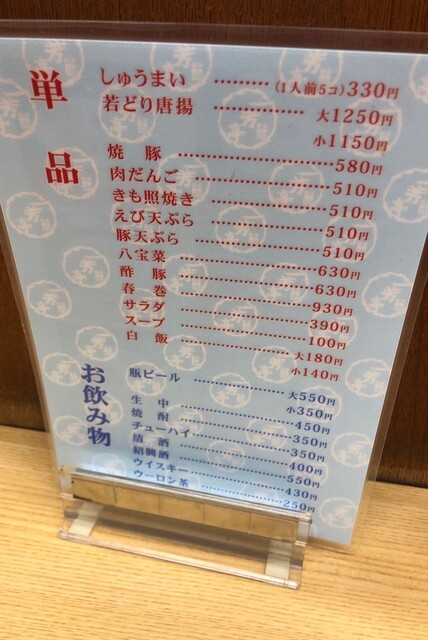 単品
しゅうまい ………(1人前5コ)330円
若どり唐揚 ……………… 大1250円
小1150円
焼 豚 ……………………… 580円
肉だんご ……………………… 510円
きも照焼き ……………………… 510円
えび天ぷら ……………………… 510円
豚天ぷら ……………………… 510円
八宝菜 ……………………… 630円
酢 豚 ……………………… 630円
春 巻 ……………………… 930円
サラダ ……………………… 390円
スープ ……………………… 100円
白 飯 ……………………… 大180円
小140円
お飲み物
瓶ビール ……………………… 大550円
小350円
生 中 ……………………… 450円
焼 酎 ……………………… 350円
チューハイ ……………………… 350円
清 酒 ……………………… 400円
紹興酒 ……………………… 550円
ウイスキー ……………………… 430円
ウーロン茶 ……………………… 250円